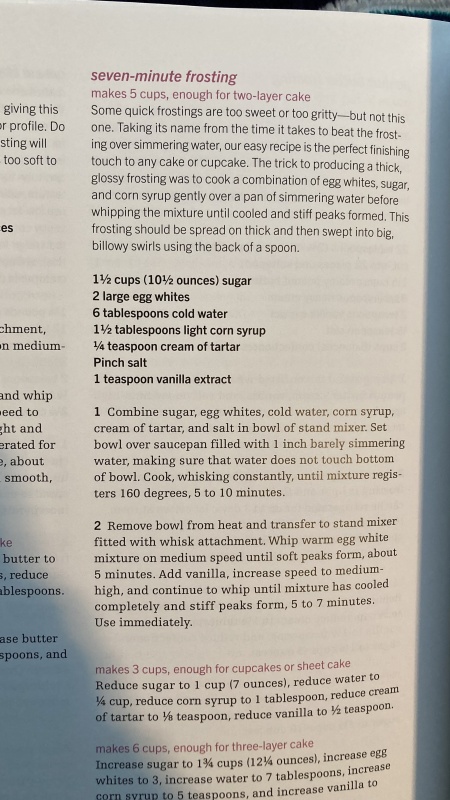 giving this
or profile. Do
sting will
too soft to
es
chment,
on medium-
and whip
eed to
ght and
erated for
e, about
smooth,
ke
butter to
s, reduce
ablespoons.
ase butter
spoons, and
seven-minute frosting
makes 5 cups, enough for two-layer cake
Some quick frostings are too sweet or too gritty—but not this
one. Taking its name from the time it takes to beat the frost-
ing over simmering water, our easy recipe is the perfect finishing
touch to any cake or cupcake. The trick to producing a thick,
glossy frosting was to cook a combination of egg whites, sugar,
and corn syrup gently over a pan of simmering water before
whipping the mixture until cooled and stiff peaks formed. This
frosting should be spread on thick and then swept into big,
billowy swirls using the back of a spoon.
1½ cups (10½ ounces) sugar
2 large egg whites
6 tablespoons cold water
1½ tablespoons light corn syrup
¼ teaspoon cream of tartar
Pinch salt
1 teaspoon vanilla extract
1 Combine sugar, egg whites, cold water, corn syrup,
cream of tartar, and salt in bowl of stand mixer. Set
bowl over saucepan filled with 1 inch barely simmering
water, making sure that water does not touch bottom
of bowl. Cook, whisking constantly, until mixture regis-
ters 160 degrees, 5 to 10 minutes.
2 Remove bowl from heat and transfer to stand mixer
fitted with whisk attachment. Whip warm egg white
mixture on medium speed until soft peaks form, about
5 minutes. Add vanilla, increase speed to medium-
high, and continue to whip until mixture has cooled
completely and stiff peaks form, 5 to 7 minutes.
Use immediately.
makes 3 cups, enough for cupcakes or sheet cake
Reduce sugar to 1 cup (7 ounces), reduce water to
¼ cup, reduce corn syrup to 1 tablespoon, reduce cream
of tartar to ⅛ teaspoon, reduce vanilla to ½ teaspoon.
makes 6 cups, enough for three-layer cake
Increase sugar to 1¾ cups (12¼ ounces), increase egg
whites to 3, increase water to 7 tablespoons, increase
corn syrup to 5 teaspoons, and increase vanilla to